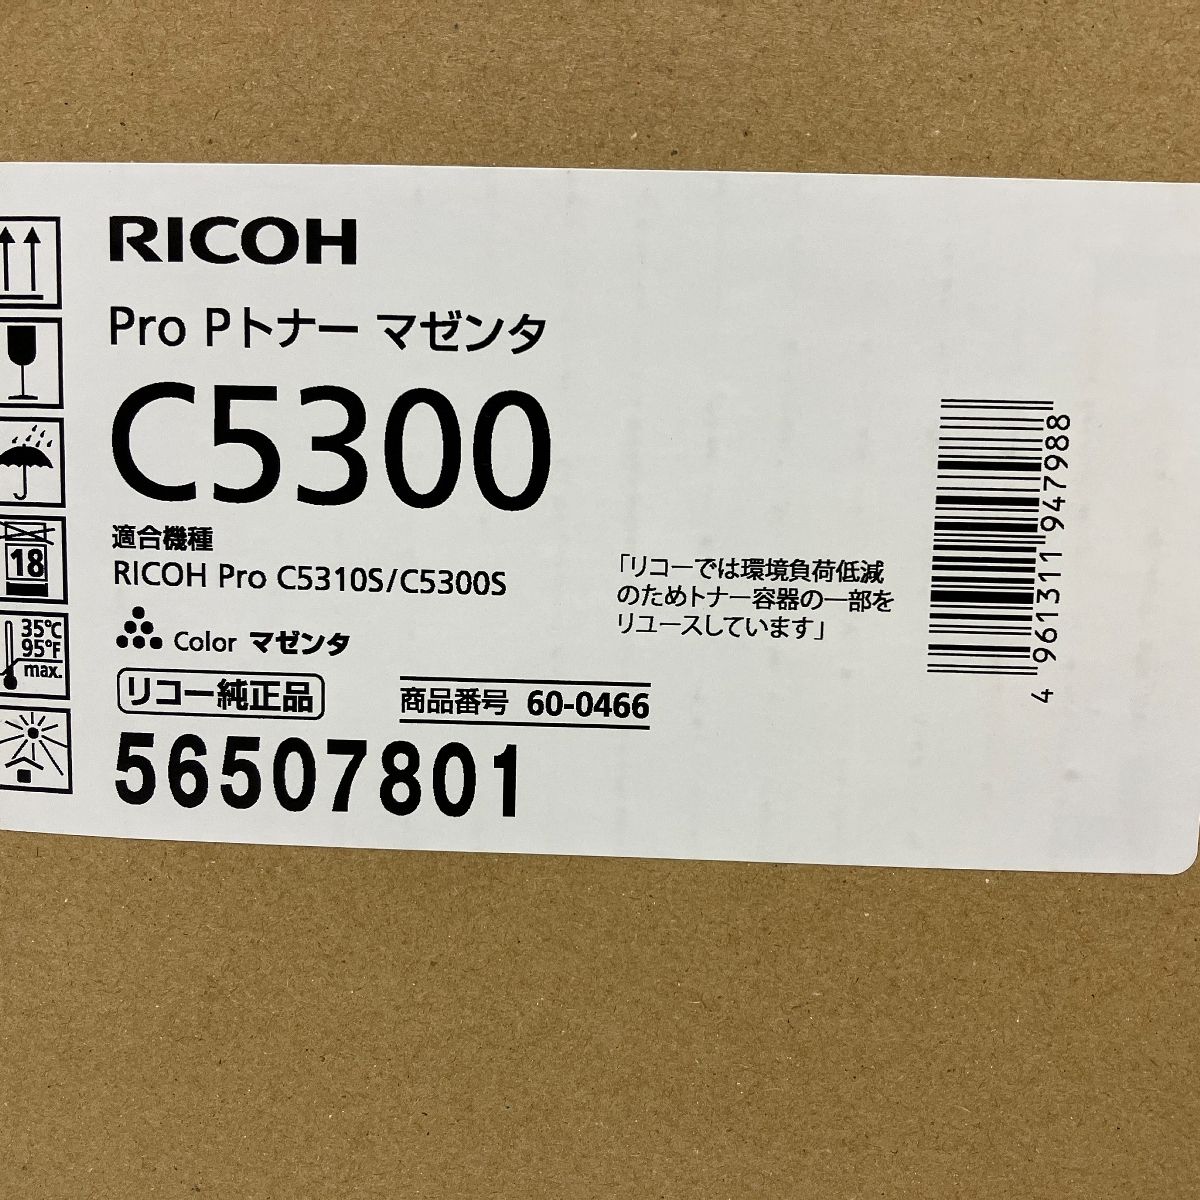 RICOH
Pro Pトナー マゼンタ
C5300
適合機種
RICOH Pro C5310S/C5300S
Color マゼンタ
リコー純正品
商品番号 60-0466
56507801
「リコーでは環境負荷低減
のためトナー容器の一部を
リユースしています」
4 961311 947988
18
35℃
95°F
max.